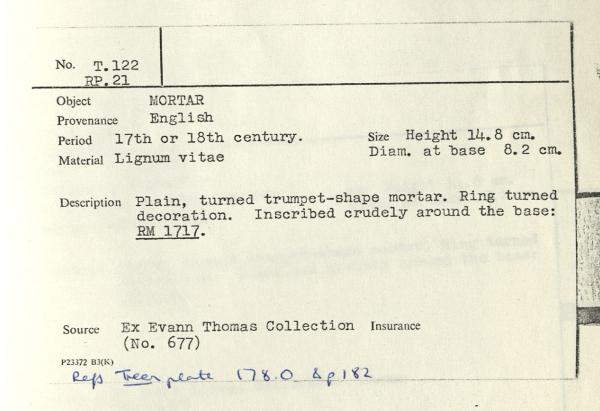 No. T.122
RP.21
Object MORTAR
Provenance English
Period 17th or 18th century. Size Height 14.8 cm.
Material Lignum vitae Diam. at base 8.2 cm.
Description Plain, turned trumpet-shape mortar. Ring turned
decoration. Inscribed crudely around the base:
RM 1717.
Source Ex Evann Thomas Collection Insurance
(No. 677)
P23372 B3(K)
Refs Treen plate 178.O & p182